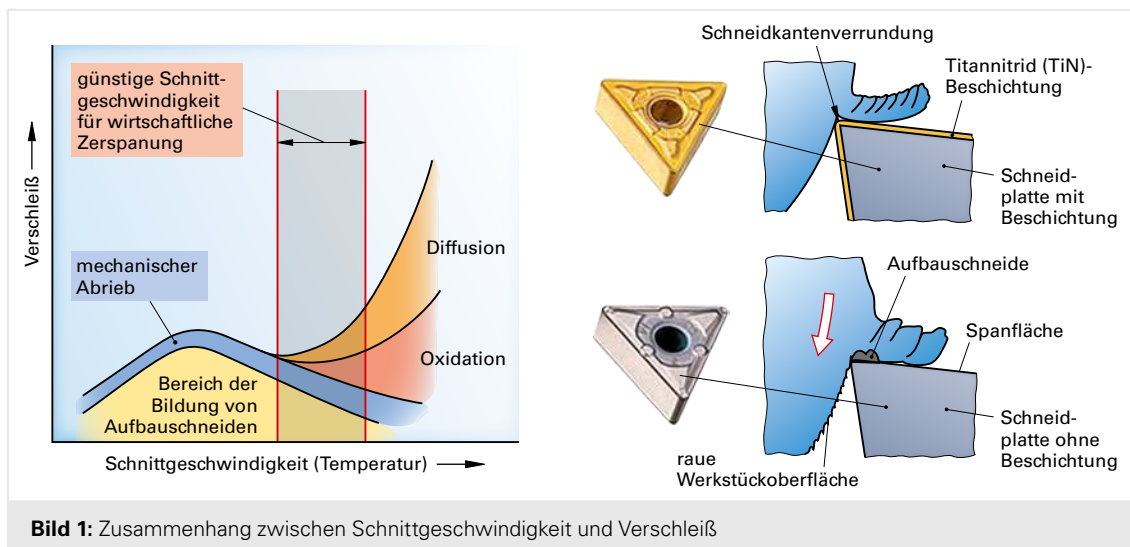 günstige Schnitt-
geschwindigkeit
für wirtschaftliche
Zerspanung
Verschleiß
mechanischer
Abrieb
Diffusion
Oxidation
Bereich der
Bildung von
Aufbauschneiden
Schnittgeschwindigkeit (Temperatur)
Schneidkantenverrundung
Titannitrid (TiN)-
Beschichtung
Schneid-
platte mit
Beschichtung
Aufbauschneide
Spanfläche
Schneid-
platte ohne
Beschichtung
raue
Werkstückoberfläche
Bild 1: Zusammenhang zwischen Schnittgeschwindigkeit und Verschleiß